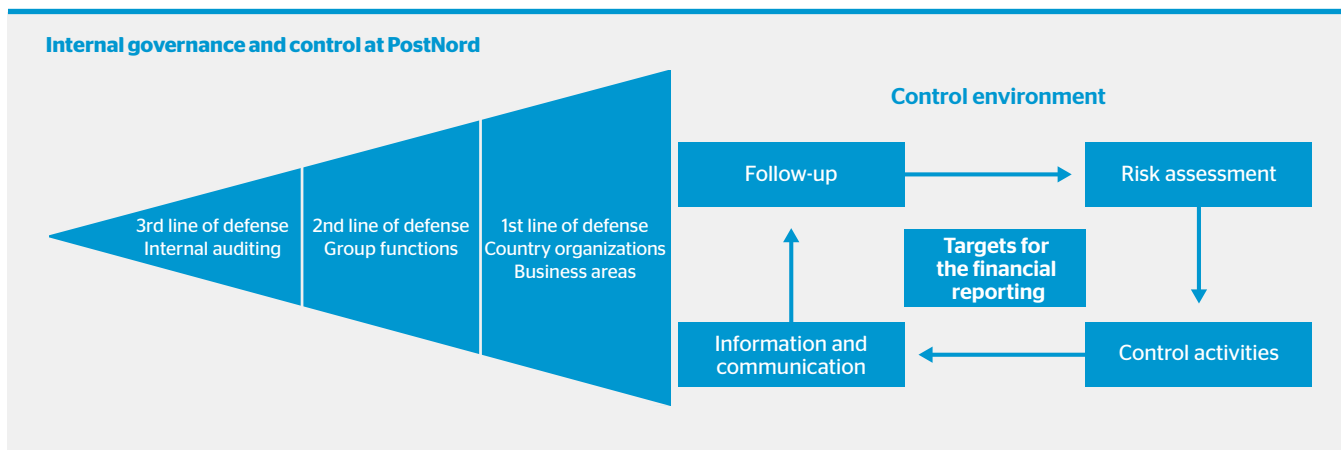 Internal governance and control at PostNord
3rd line of defense
Internal auditing
2nd line of defense
Group functions
1st line of defense
Country organizations
Business areas
Control environment
Follow-up
Risk assessment
Targets for
the financial
reporting
Information and
communication
Control activities